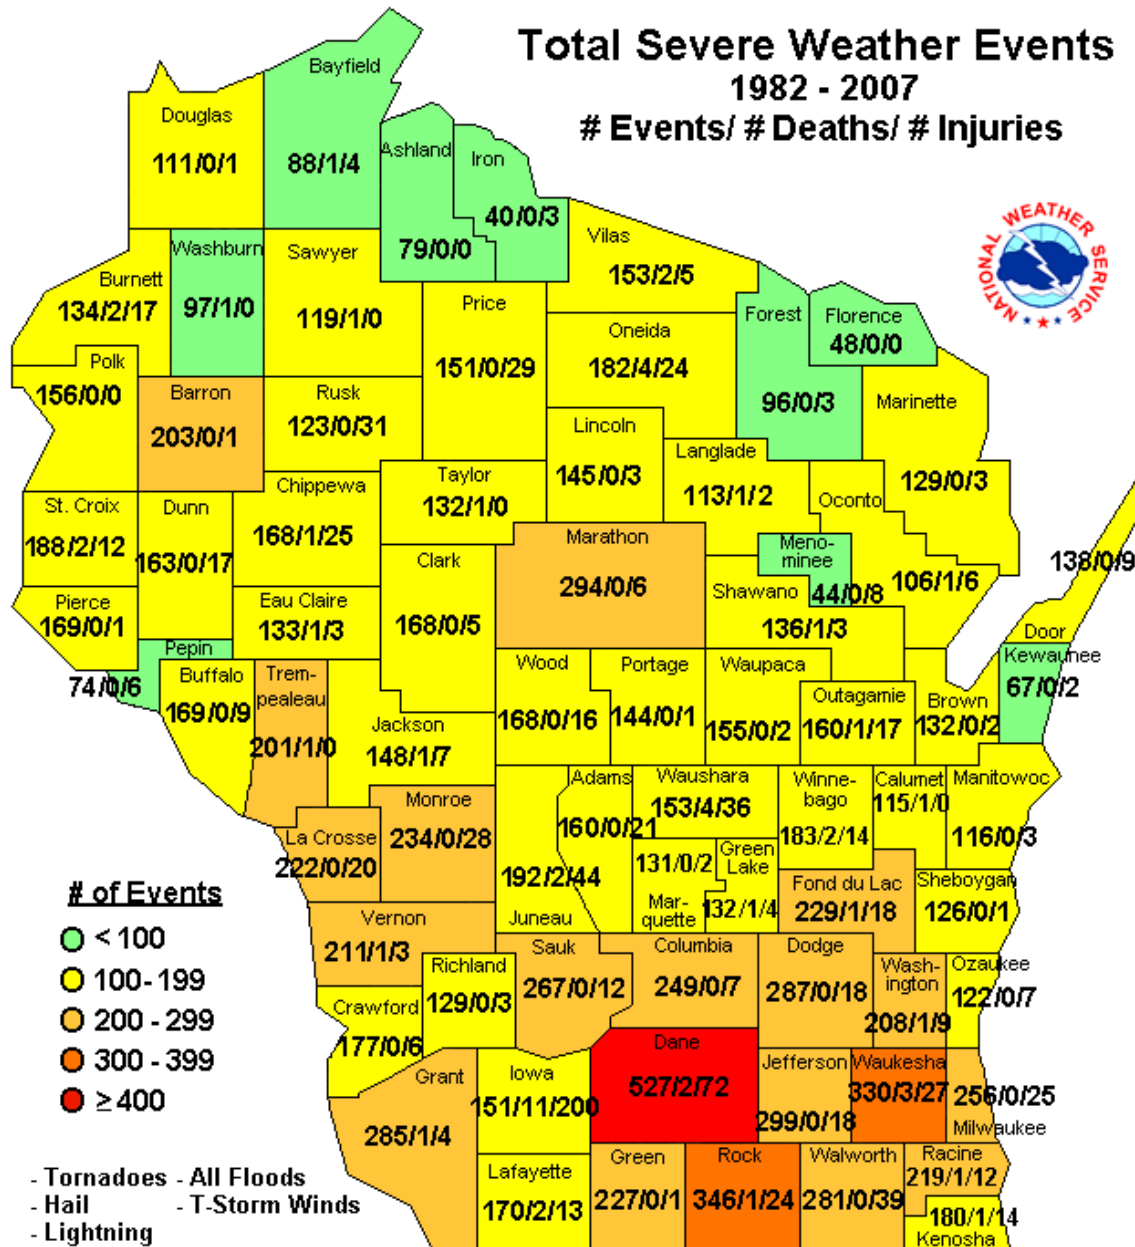 Total Severe Weather Events
1982 - 2007
# Events/ # Deaths/ # Injuries
NATIONAL WEATHER SERVICE
Bayfield
88/1/4
Douglas
111/0/1
Ashland
79/0/0
Iron
40/0/3
Vilas
153/2/5
Washburn
97/1/0
Sawyer
119/1/0
Burnett
134/2/17
Price
151/0/29
Oneida
182/4/24
Forest
96/0/3
Florence
48/0/0
Polk
156/0/0
Barron
203/0/1
Rusk
123/0/31
Marinette
129/0/3
Lincoln
145/0/3
Langlade
113/1/2
Taylor
132/1/0
Chippewa
168/1/25
Oconto
106/1/6
St. Croix
188/2/12
Dunn
163/0/17
Marathon
294/0/6
Meno-
minee
44/0/8
Clark
168/0/5
Shawano
136/1/3
138/0/9
Door
Pierce
169/0/1
Eau Claire
133/1/3
Pepin
74/0/6
Buffalo
169/0/9
Trem-
pealeau
201/1/0
Jackson
148/1/7
Wood
168/0/16
Portage
144/0/1
Waupaca
155/0/2
Outagamie
160/1/17
Brown
132/0/2
Kewaunee
67/0/2
Monroe
234/0/28
La Crosse
222/0/20
Adams
160/0/21
Waushara
153/4/36
Winne-
bago
183/2/14
Calumet
115/1/0
Manitowoc
116/0/3
192/2/44
Juneau
131/0/2
Mar-
quette
Green
Lake
132/1/4
Fond du Lac
229/1/18
Sheboygan
126/0/1
Vernon
211/1/3
Richland
129/0/3
Sauk
267/0/12
Columbia
249/0/7
Dodge
287/0/18
Wash-
ington
208/1/9
Ozaukee
122/0/7
Crawford
177/0/6
Grant
285/1/4
Iowa
151/11/200
Dane
527/2/72
Jefferson
299/0/18
Waukesha
330/3/27
256/0/25
Milwaukee
Lafayette
170/2/13
Green
227/0/1
Rock
346/1/24
Walworth
281/0/39
Racine
219/1/12
180/1/14
Kenosha
# of Events
< 100
100- 199
200 - 299
300 - 399
≥ 400
- Tornadoes - All Floods
- Hail - T-Storm Winds
- Lightning